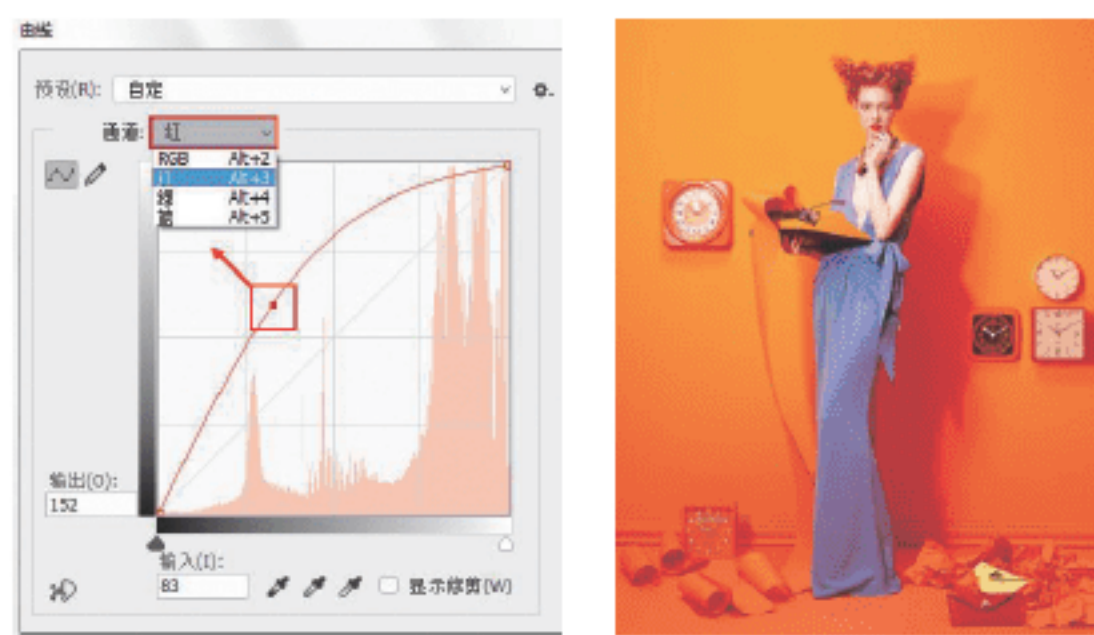 曲线
预设(R): 自定
通道: 红
RGB Alt+2
红 Alt+3
绿 Alt+4
蓝 Alt+5
输出(O):
152
输入(I):
83
显示修剪(W)